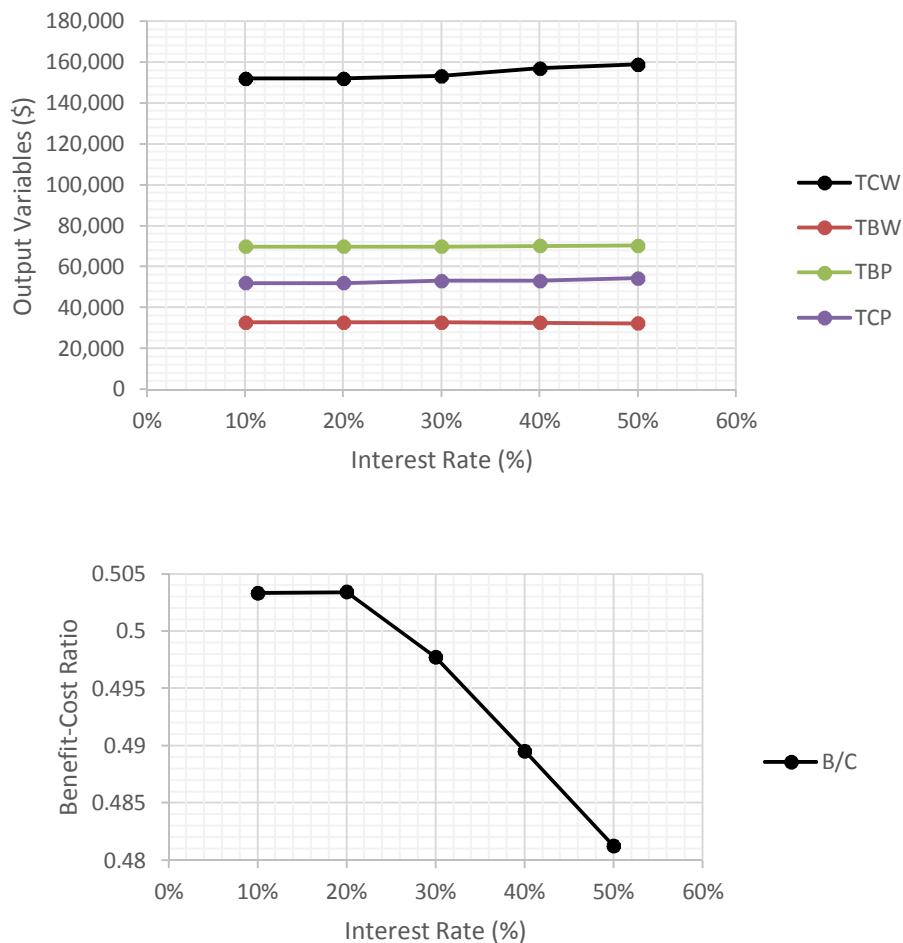 180,000
160,000
140,000
120,000
100,000
80,000
60,000
40,000
20,000
0
Output Variables ($)
0% 10% 20% 30% 40% 50% 60%
Interest Rate (%)
TCW
TBW
TBP
TCP
0.505
0.5
0.495
0.49
0.485
0.48
Benefit-Cost Ratio
0% 10% 20% 30% 40% 50% 60%
Interest Rate (%)
B/C